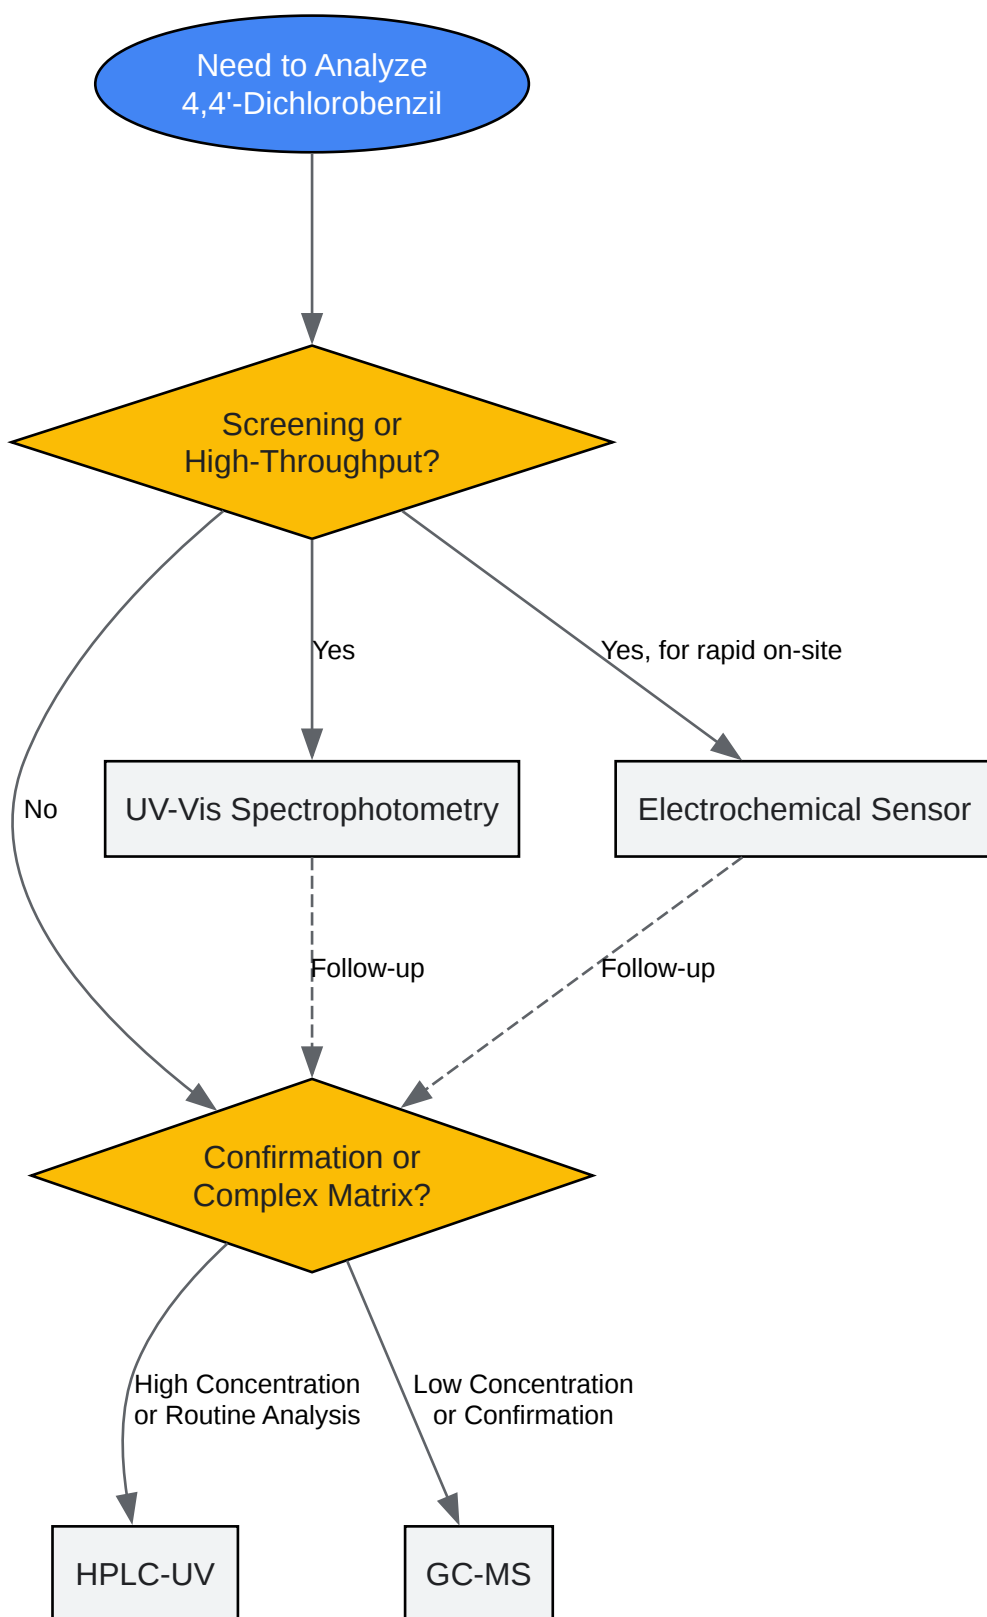 Need to Analyze
4,4'-Dichlorobenzil
Screening or
High-Throughput?
Yes
Yes, for rapid on-site
No
UV-Vis Spectrophotometry
Electrochemical Sensor
Follow-up
Follow-up
Confirmation or
Complex Matrix?
High Concentration
or Routine Analysis
Low Concentration
or Confirmation
HPLC-UV
GC-MS